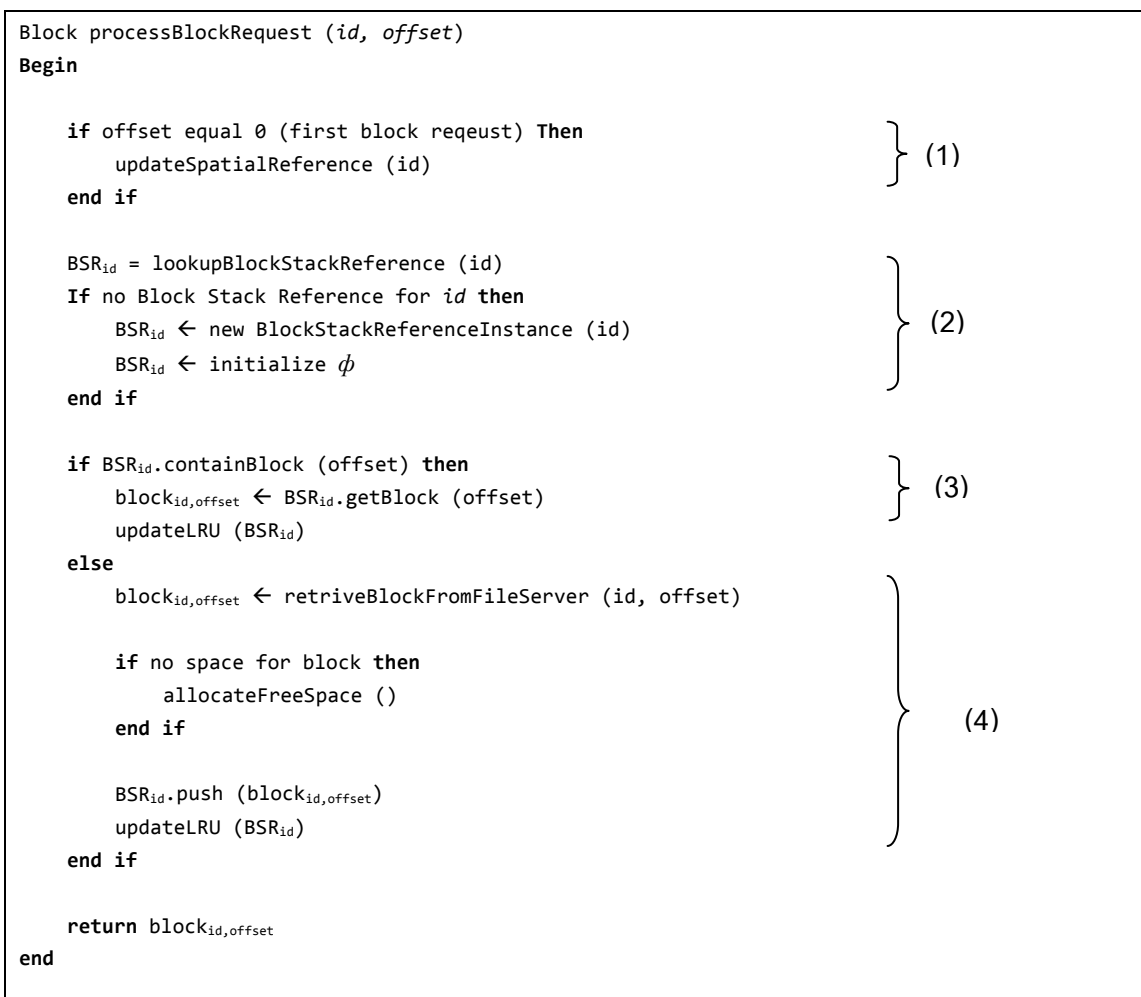 Block processBlockRequest (id, offset)
Begin
if offset equal 0 (first block reqeust) Then
updateSpatialReference (id)
end if
(1)
BSRid = lookupBlockStackReference (id)
If no Block Stack Reference for id then
BSRid ← new BlockStackReferenceInstance (id)
BSRid ← initialize ϕ
end if
(2)
if BSRid.containBlock (offset) then
blockid,offset ← BSRid.getBlock (offset)
updateLRU (BSRid)
(3)
else
blockid,offset ← retriveBlockFromFileServer (id, offset)
if no space for block then
allocateFreeSpace ()
end if
(4)
BSRid.push (blockid,offset)
updateLRU (BSRid)
end if
return blockid,offset
end